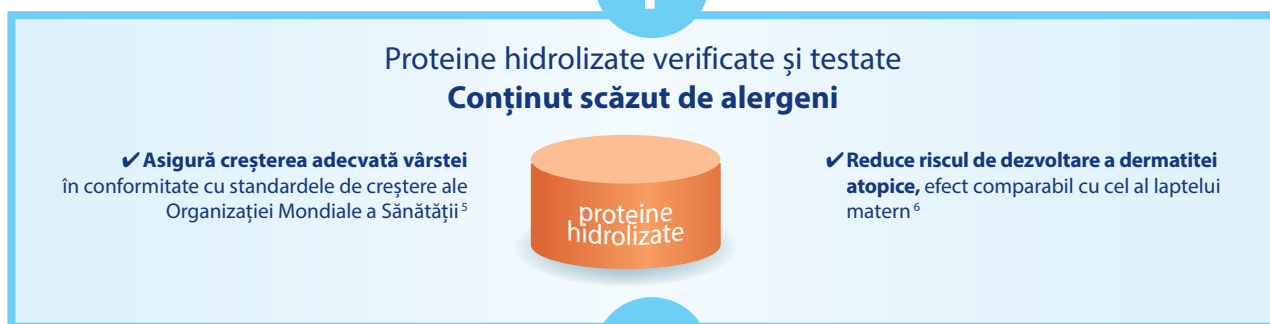 Proteine hidrolizate verificate și testate
Conținut scăzut de alergeni
✔ Asigură creșterea adecvată vârstei
în conformitate cu standardele de creștere ale
Organizației Mondiale a Sănătății 5
proteine
hidrolizate
✔ Reduce riscul de dezvoltare a dermatitei
atopice, efect comparabil cu cel al laptelui
matern 6